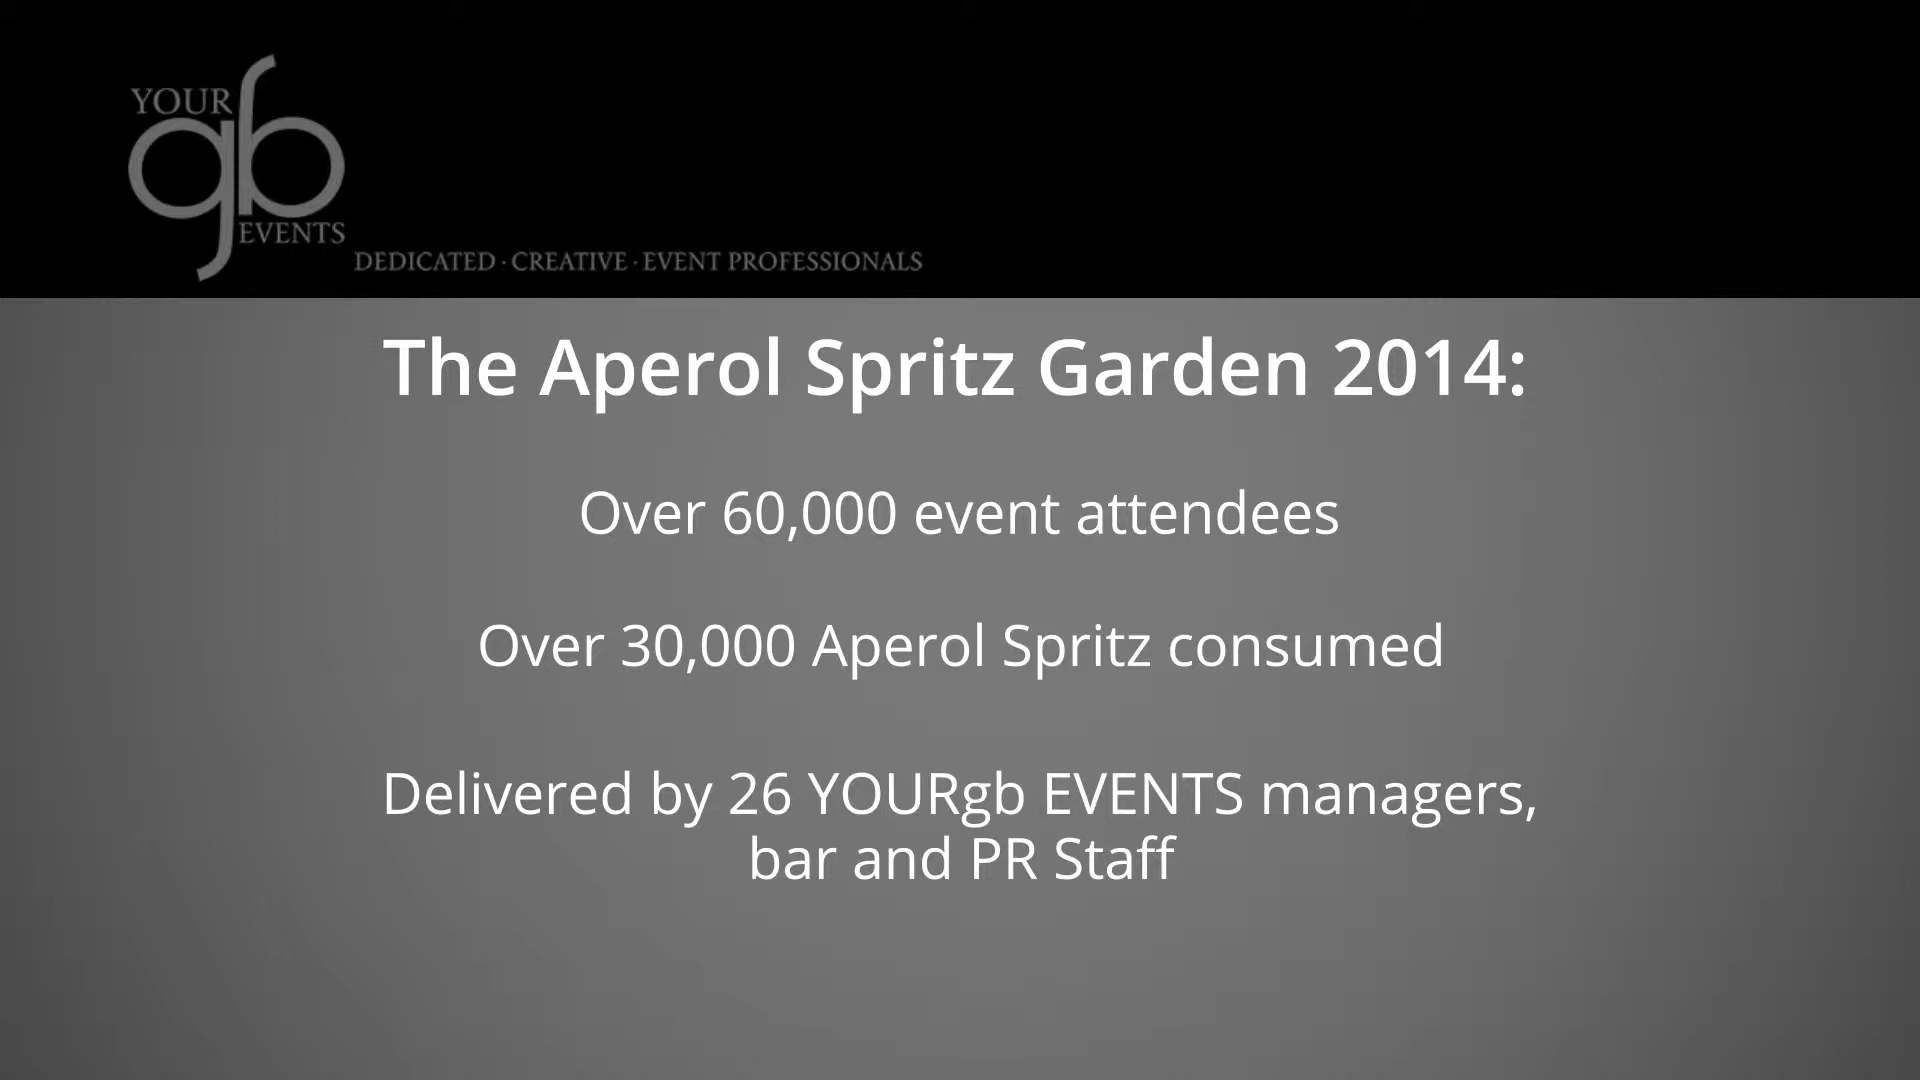 YOUR
gb
EVENTS
DEDICATED · CREATIVE · EVENT PROFESSIONALS
The Aperol Spritz Garden 2014:
Over 60,000 event attendees
Over 30,000 Aperol Spritz consumed
Delivered by 26 YOURgb EVENTS managers,
bar and PR Staff